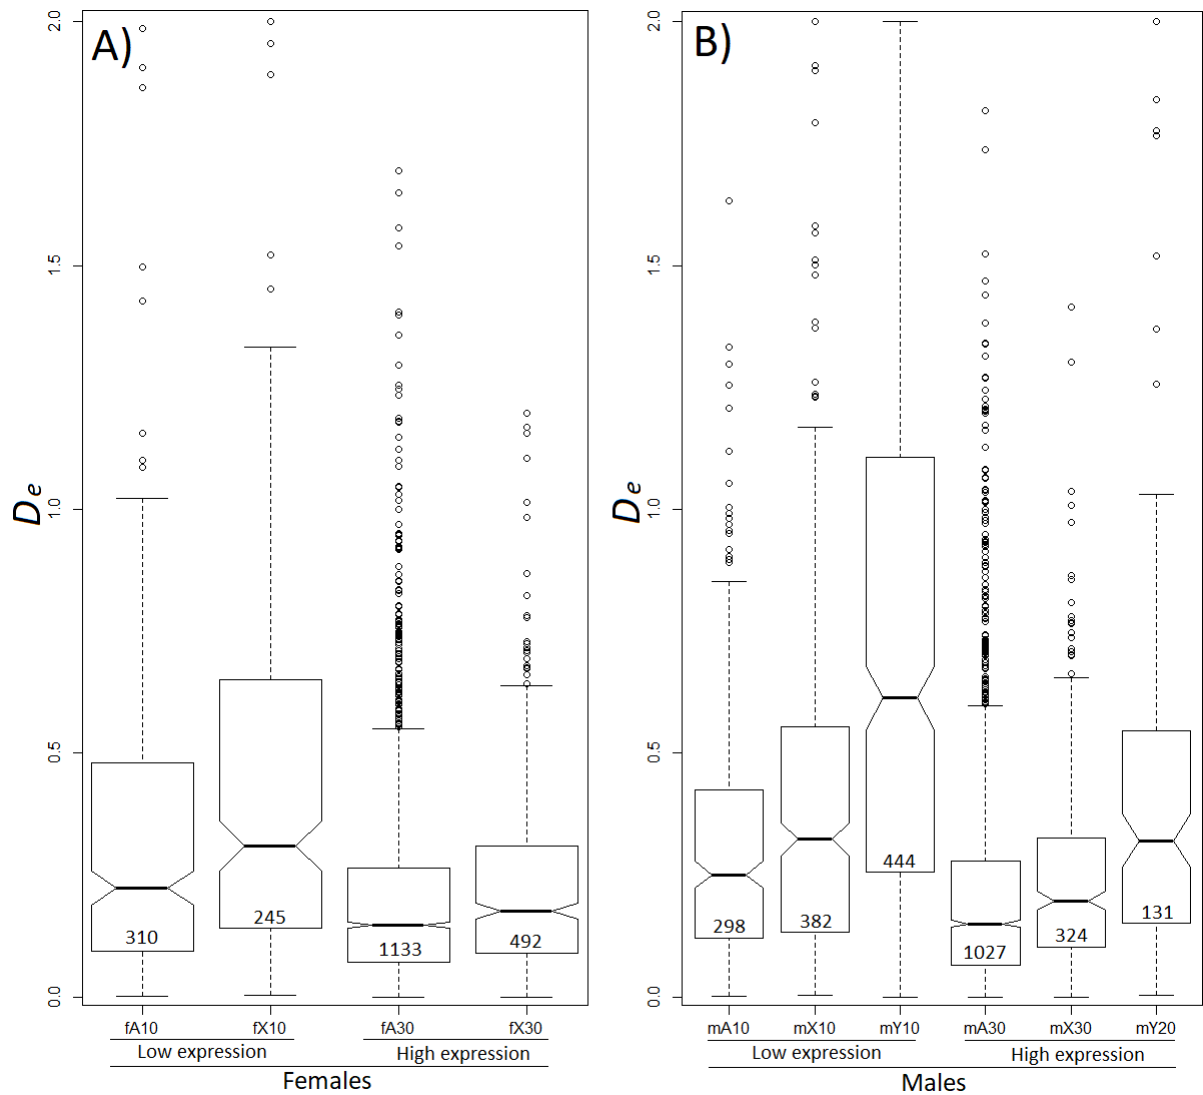 A)
2.0
1.5
1.0
0.5
0.0
De
310
245
1133
492
fA10 fX10 fA30 fX30
Low expression High expression
Females
B)
2.0
1.5
1.0
0.5
0.0
De
298
382
444
1027
324
131
mA10 mX10 mY10 mA30 mX30 mY20
Low expression High expression
Males